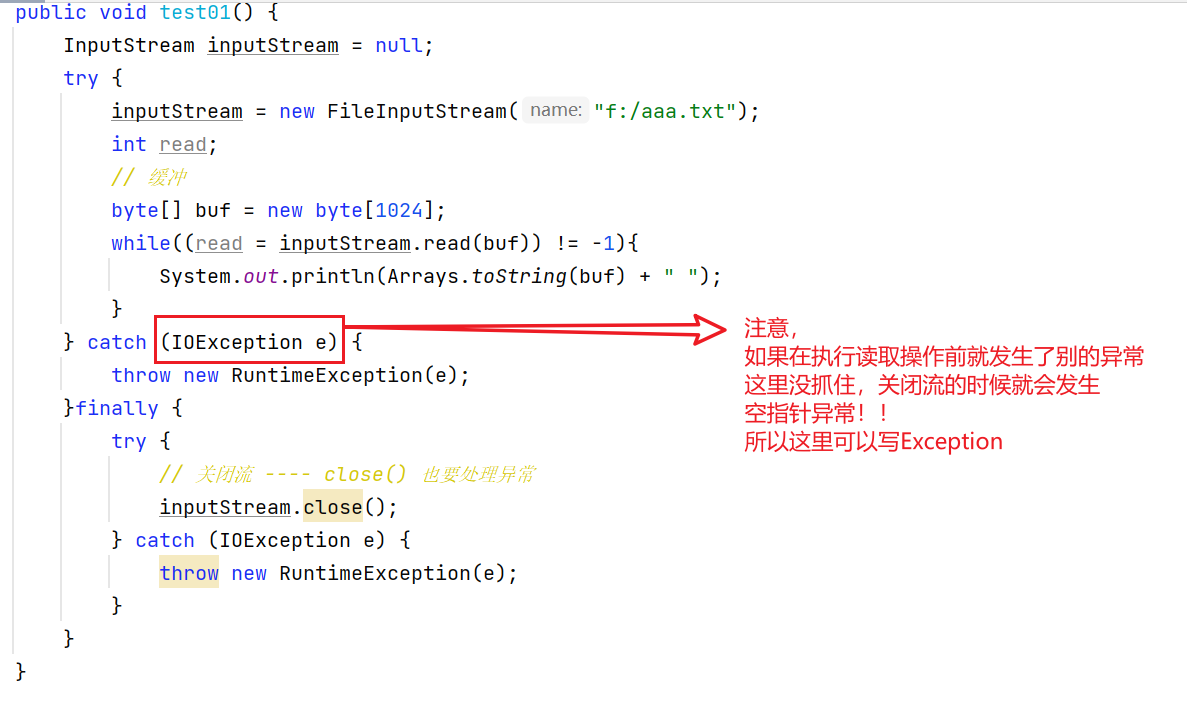 public void test01() {
InputStream inputStream = null;
try {
inputStream = new FileInputStream( name: "f:/aaa.txt");
int read;
// 缓冲
byte[] buf = new byte[1024];
while((read = inputStream.read(buf)) != -1){
System.out.println(Arrays.toString(buf) + " ");
}
} catch (IOException e) {
throw new RuntimeException(e);
}finally {
try {
// 关闭流 ---- close() 也要处理异常
inputStream.close();
} catch (IOException e) {
throw new RuntimeException(e);
}
}
}
注意，
如果在执行读取操作前就发生了别的异常
这里没抓住，关闭流的时候就会发生
空指针异常！！
所以这里可以写Exception